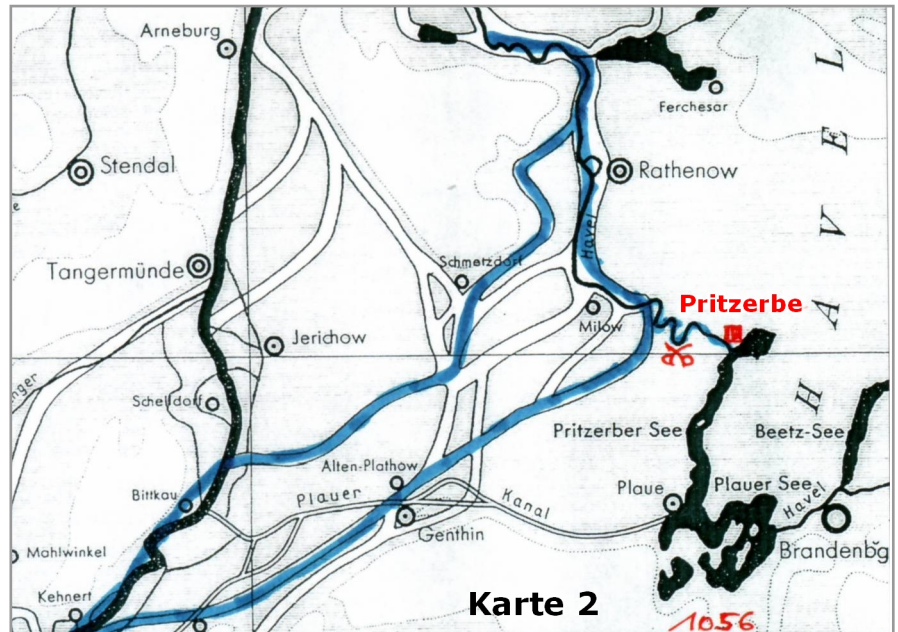 Arneburg
Ferchesar
Stendal
Rathenow
HAVEL
Havel
Tangermünde
Schmetzdorf
Pritzerbe
Milow
Jerichow
Schelldorf
Pritzerber See
Beetz-See
Alten-Plathow
Bittkau
Plauer Kanal
Plaue
Plauer See
Havel
Genthin
Brandenbg
Mahlwinkel
Kehnert
Karte 2
1056